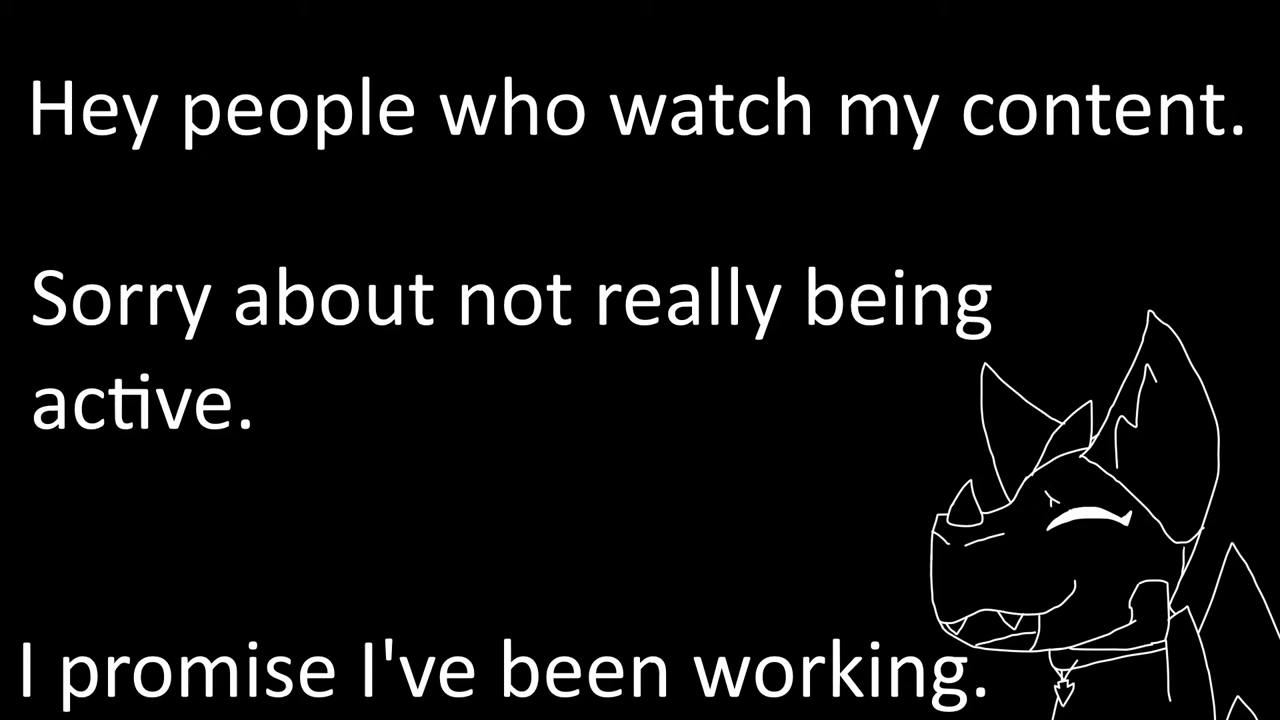 Hey people who watch my content.
Sorry about not really being
active.
I promise I've been working.